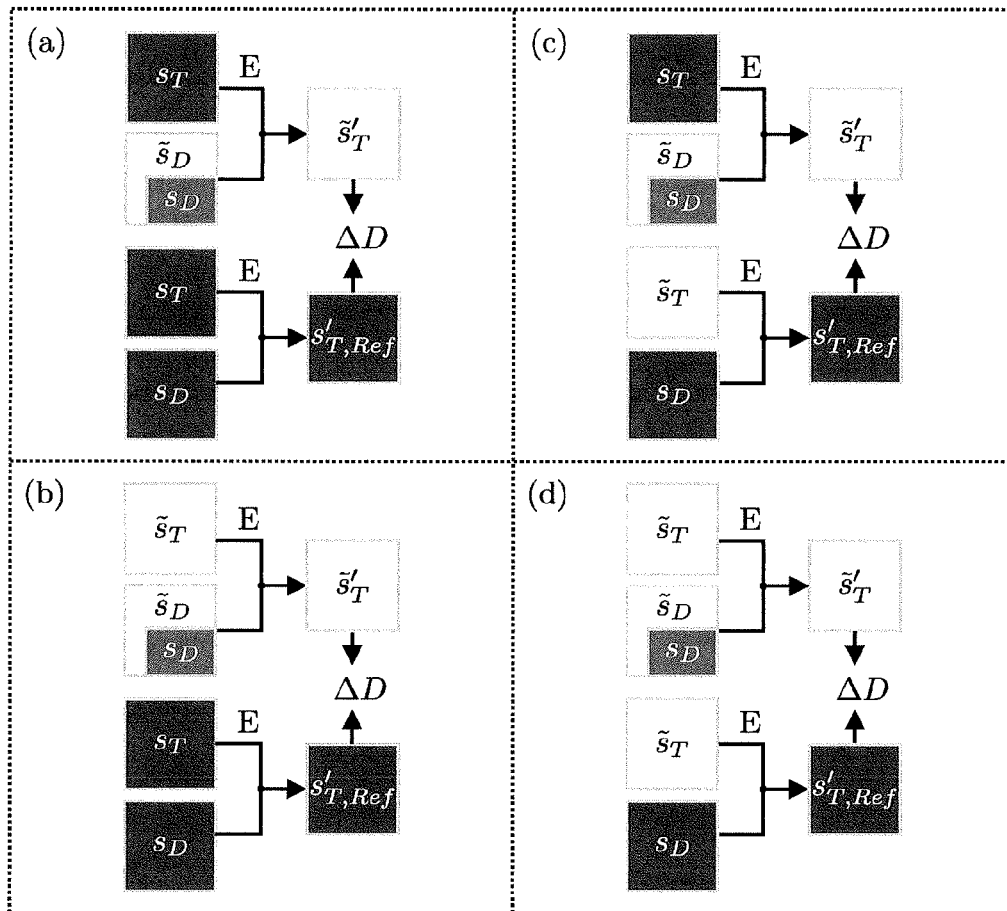 (a)
s_T
E
s̃_D
s_D
s̃′_T
ΔD
s_T
E
s_D
s′_{T,Ref}
(c)
s_T
E
s̃_D
s_D
s̃′_T
ΔD
s̃_T
E
s_D
s′_{T,Ref}
(b)
s̃_T
E
s̃_D
s_D
s̃′_T
ΔD
s_T
E
s_D
s′_{T,Ref}
(d)
s̃_T
E
s̃_D
s_D
s̃′_T
ΔD
s̃_T
E
s_D
s′_{T,Ref}